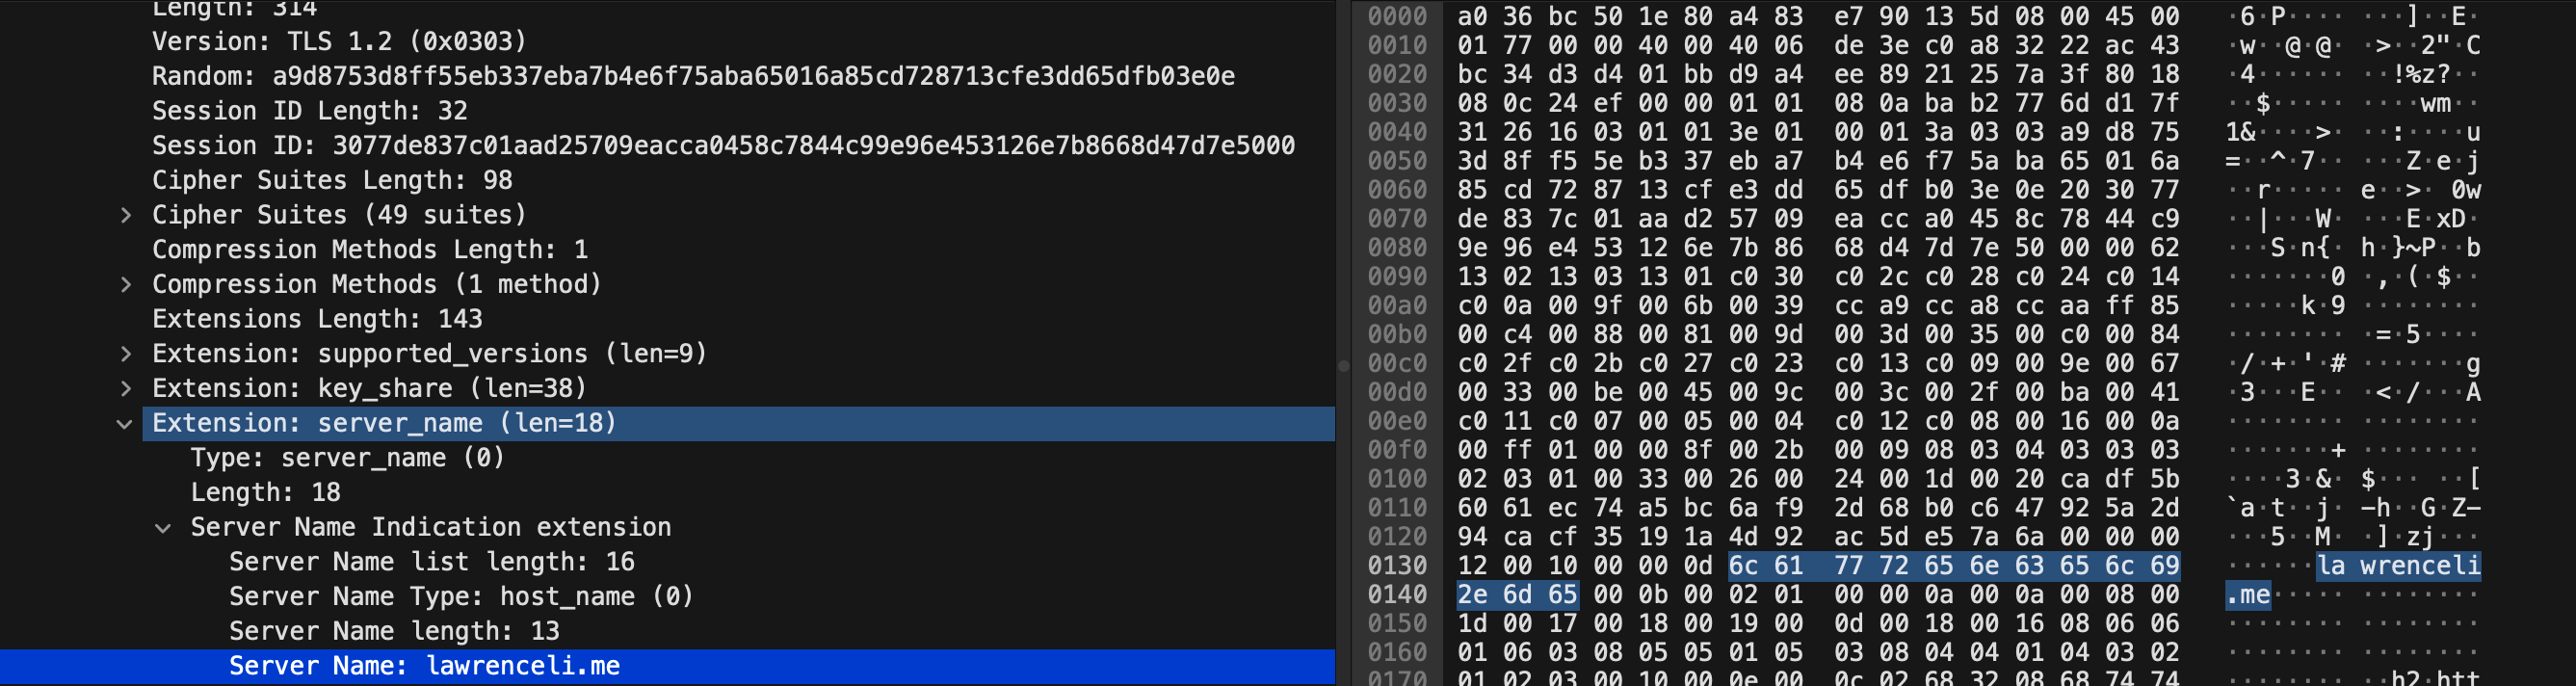 Length: 314
Version: TLS 1.2 (0x0303)
Random: a9d8753d8ff55eb337eba7b4e6f75aba65016a85cd728713cfe3dd65dfb03e0e
Session ID Length: 32
Session ID: 3077de837c01aad25709eacca0458c7844c99e96e453126e7b8668d47d7e5000
Cipher Suites Length: 98
Cipher Suites (49 suites)
Compression Methods Length: 1
Compression Methods (1 method)
Extensions Length: 143
Extension: supported_versions (len=9)
Extension: key_share (len=38)
Extension: server_name (len=18)
Type: server_name (0)
Length: 18
Server Name Indication extension
Server Name list length: 16
Server Name Type: host_name (0)
Server Name length: 13
Server Name: lawrenceli.me
0000 a0 36 bc 50 1e 80 a4 83 e7 90 13 5d 08 00 45 00 ·6·P···· ···]··E·
0010 01 77 00 00 40 00 40 06 de 3e c0 a8 32 22 ac 43 ·w··@·@· ·>··2"·C
0020 bc 34 d3 d4 01 bb d9 a4 ee 89 21 25 7a 3f 80 18 ·4······ ··!%z?··
0030 08 0c 24 ef 00 00 01 01 08 0a ba b2 77 6d d1 7f ··$····· ····wm··
0040 31 26 16 03 01 01 3e 01 00 01 3a 03 03 a9 d8 75 1&····>· ··:····u
0050 3d 8f f5 5e b3 37 eb a7 b4 e6 f7 5a ba 65 01 6a =··^·7·· ···Z·e·j
0060 85 cd 72 87 13 cf e3 dd 65 df b0 3e 0e 20 30 77 ··r····· e··>· 0w
0070 de 83 7c 01 aa d2 57 09 ea cc a0 45 8c 78 44 c9 ··|···W· ···E·xD·
0080 9e 96 e4 53 12 6e 7b 86 68 d4 7d 7e 50 00 00 62 ···S·n{· h·}~P··b
0090 13 02 13 03 13 01 c0 30 c0 2c c0 28 c0 24 c0 14 ·······0 ·,·(·$··
00a0 c0 0a 00 9f 00 6b 00 39 cc a9 cc a8 cc aa ff 85 ·····k·9 ········
00b0 00 c4 00 88 00 81 00 9d 00 3d 00 35 00 c0 00 84 ········ ·=·5····
00c0 c0 2f c0 2b c0 27 c0 23 c0 13 c0 09 00 9e 00 67 ·/·+·'·# ·······g
00d0 00 33 00 be 00 45 00 9c 00 3c 00 2f 00 ba 00 41 ·3···E·· ·<·/···A
00e0 c0 11 c0 07 00 05 00 04 c0 12 c0 08 00 16 00 0a ········ ········
00f0 00 ff 01 00 00 8f 00 2b 00 09 08 03 04 03 03 03 ·······+ ········
0100 02 03 01 00 33 00 26 00 24 00 1d 00 20 ca df 5b ····3·&· $··· ··[
0110 60 61 ec 74 a5 bc 6a f9 2d 68 b0 c6 47 92 5a 2d `a·t··j· -h··G·Z-
0120 94 ca cf 35 19 1a 4d 92 ac 5d e5 7a 6a 00 00 00 ···5··M· ·]·zj···
0130 12 00 10 00 00 0d 6c 61 77 72 65 6e 63 65 6c 69 ······la wrenceli
0140 2e 6d 65 00 0b 00 02 01 00 00 0a 00 0a 00 08 00 .me····· ········
0150 1d 00 17 00 18 00 19 00 0d 00 18 00 16 08 06 06 ········ ········
0160 01 06 03 08 05 05 01 05 03 08 04 04 01 04 03 02 ········ ········
0170 01 02 03 00 10 00 0e 00 0c 02 68 32 08 68 74 74 ········ ··h2·htt